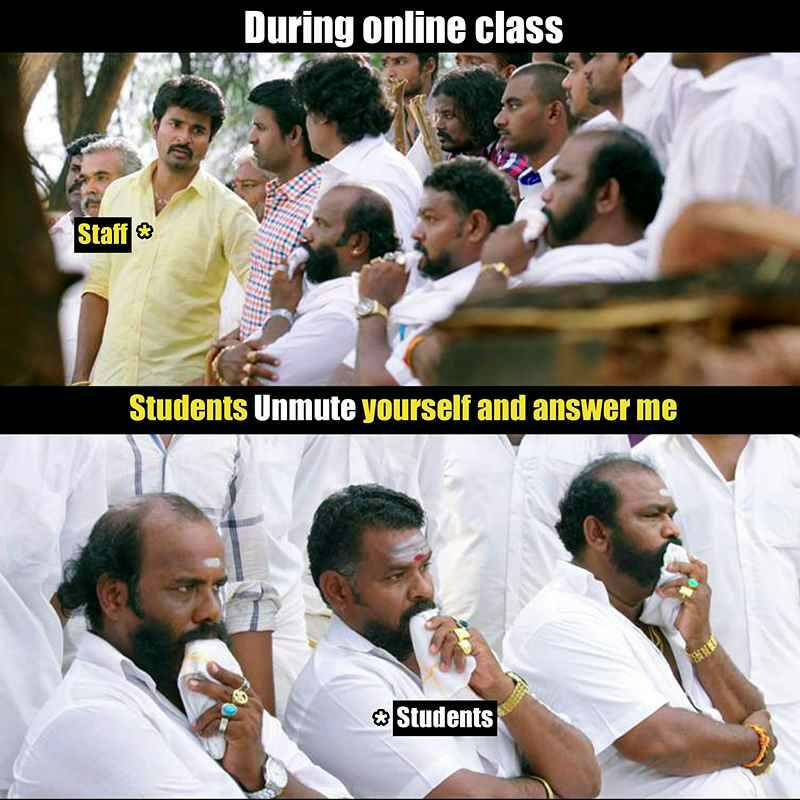 During online class
Staff *
Students Unmute yourself and answer me
* Students